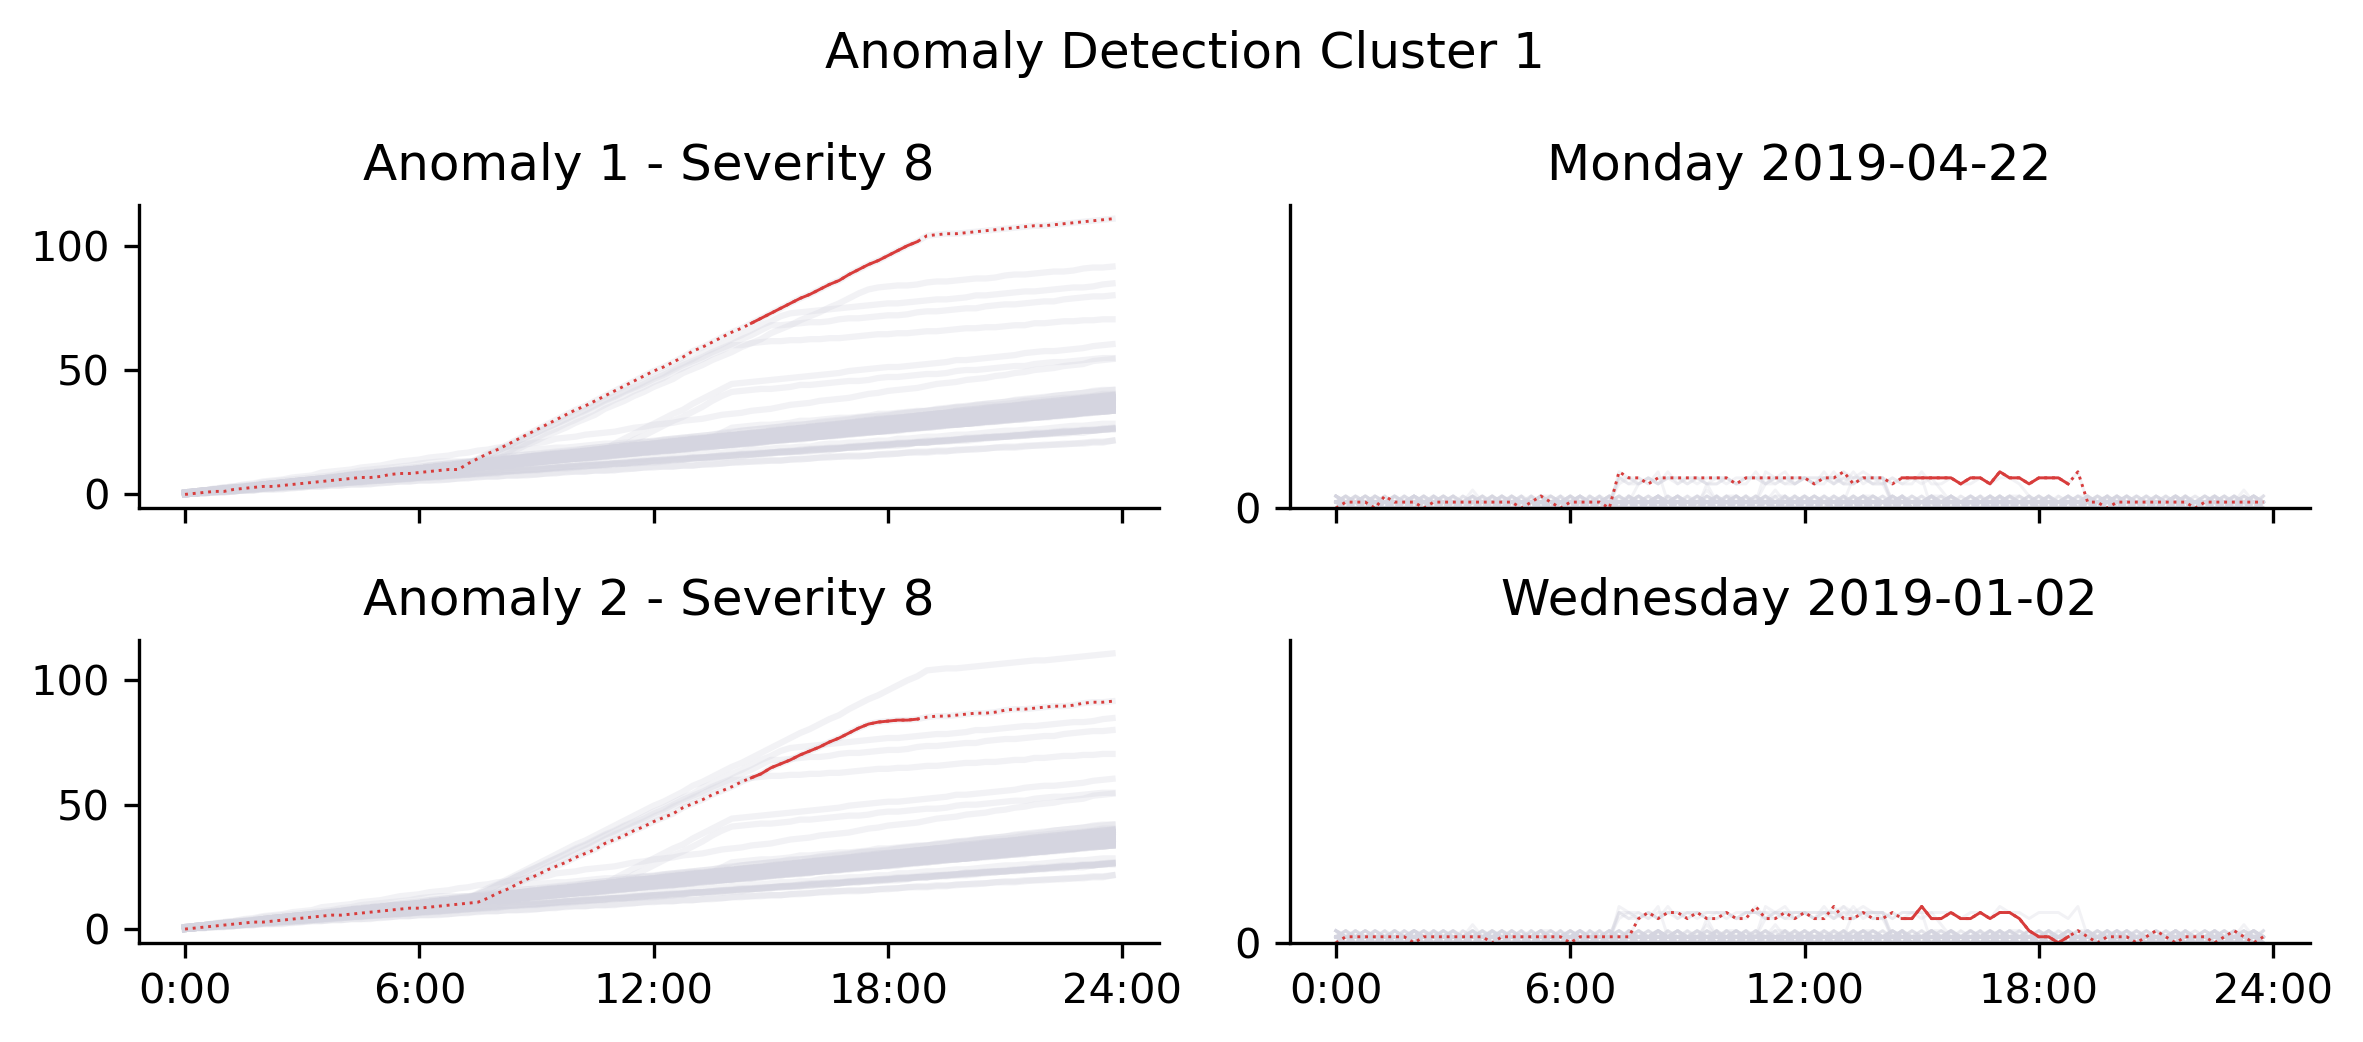 Anomaly Detection Cluster 1
Anomaly 1 - Severity 8
Monday 2019-04-22
100
50
0
0
Anomaly 2 - Severity 8
Wednesday 2019-01-02
100
50
0
0
0:00 6:00 12:00 18:00 24:00
0:00 6:00 12:00 18:00 24:00